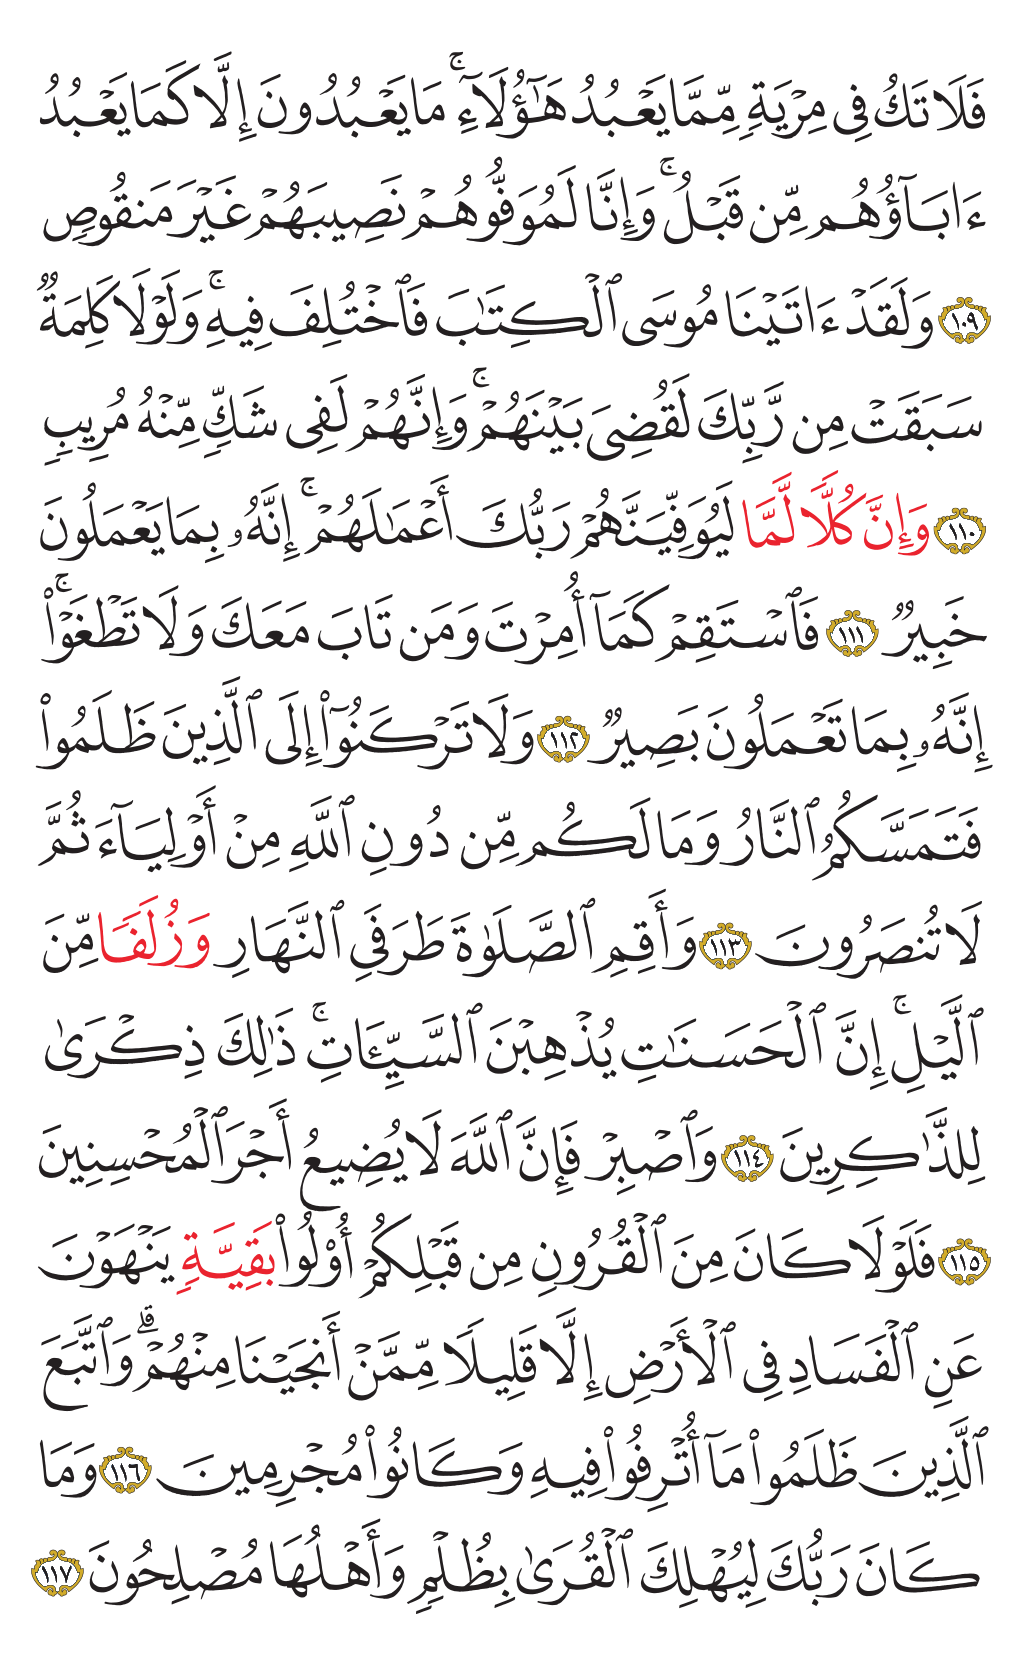 فَلَا تَكُ فِى مِرْيَةٍ مِّمَّا يَعْبُدُ هَـٰٓؤُلَآءِ ۚ مَا يَعْبُدُونَ إِلَّا كَمَا يَعْبُدُ
ءَابَآؤُهُم مِّن قَبْلُ ۚ وَإِنَّا لَمُوَفُّوهُمْ نَصِيبَهُمْ غَيْرَ مَنقُوصٍ
١٠٩ وَلَقَدْ ءَاتَيْنَا مُوسَى ٱلْكِتَـٰبَ فَٱخْتُلِفَ فِيهِ ۚ وَلَوْلَا كَلِمَةٌ
سَبَقَتْ مِن رَّبِّكَ لَقُضِىَ بَيْنَهُمْ ۚ وَإِنَّهُمْ لَفِى شَكٍّ مِّنْهُ مُرِيبٍ
١١٠ وَإِنَّ كُلًّا لَّمَّا لَيُوَفِّيَنَّهُمْ رَبُّكَ أَعْمَـٰلَهُمْ ۚ إِنَّهُۥ بِمَا يَعْمَلُونَ
خَبِيرٌ ١١١ فَٱسْتَقِمْ كَمَآ أُمِرْتَ وَمَن تَابَ مَعَكَ وَلَا تَطْغَوْا۟ ۚ
إِنَّهُۥ بِمَا تَعْمَلُونَ بَصِيرٌ ١١٢ وَلَا تَرْكَنُوٓا۟ إِلَى ٱلَّذِينَ ظَلَمُوا۟
فَتَمَسَّكُمُ ٱلنَّارُ وَمَا لَكُم مِّن دُونِ ٱللَّهِ مِنْ أَوْلِيَآءَ ثُمَّ
لَا تُنصَرُونَ ١١٣ وَأَقِمِ ٱلصَّلَوٰةَ طَرَفَىِ ٱلنَّهَارِ وَزُلَفًا مِّنَ
ٱلَّيْلِ ۚ إِنَّ ٱلْحَسَنَـٰتِ يُذْهِبْنَ ٱلسَّيِّـَٔاتِ ۚ ذَٰلِكَ ذِكْرَىٰ
لِلذَّٰكِرِينَ ١١٤ وَٱصْبِرْ فَإِنَّ ٱللَّهَ لَا يُضِيعُ أَجْرَ ٱلْمُحْسِنِينَ
١١٥ فَلَوْلَا كَانَ مِنَ ٱلْقُرُونِ مِن قَبْلِكُمْ أُو۟لُوا۟ بَقِيَّةٍ يَنْهَوْنَ
عَنِ ٱلْفَسَادِ فِى ٱلْأَرْضِ إِلَّا قَلِيلًا مِّمَّنْ أَنجَيْنَا مِنْهُمْ ۗ وَٱتَّبَعَ
ٱلَّذِينَ ظَلَمُوا۟ مَآ أُتْرِفُوا۟ فِيهِ وَكَانُوا۟ مُجْرِمِينَ ١١٦ وَمَا
كَانَ رَبُّكَ لِيُهْلِكَ ٱلْقُرَىٰ بِظُلْمٍ وَأَهْلُهَا مُصْلِحُونَ ١١٧